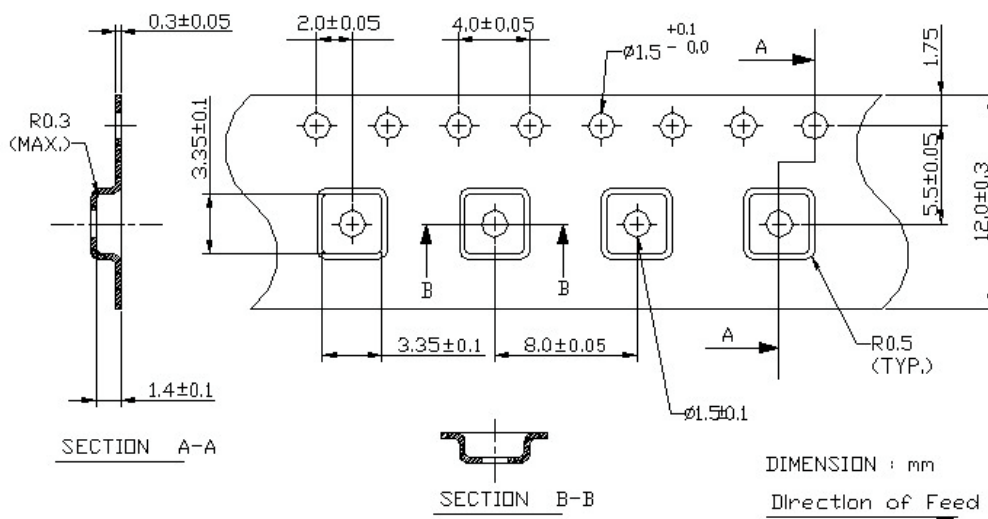 0.3±0.05
2.0±0.05
4.0±0.05
Ø1.5 +0.1 - 0.0
A
1.75
R0.3
(MAX.)
3.35±0.1
5.5±0.05
12.0±0.3
B
B
3.35±0.1
8.0±0.05
A
R0.5
(TYP.)
1.4±0.1
Ø1.5±0.1
SECTION A-A
SECTION B-B
DIMENSION : mm
Direction of Feed